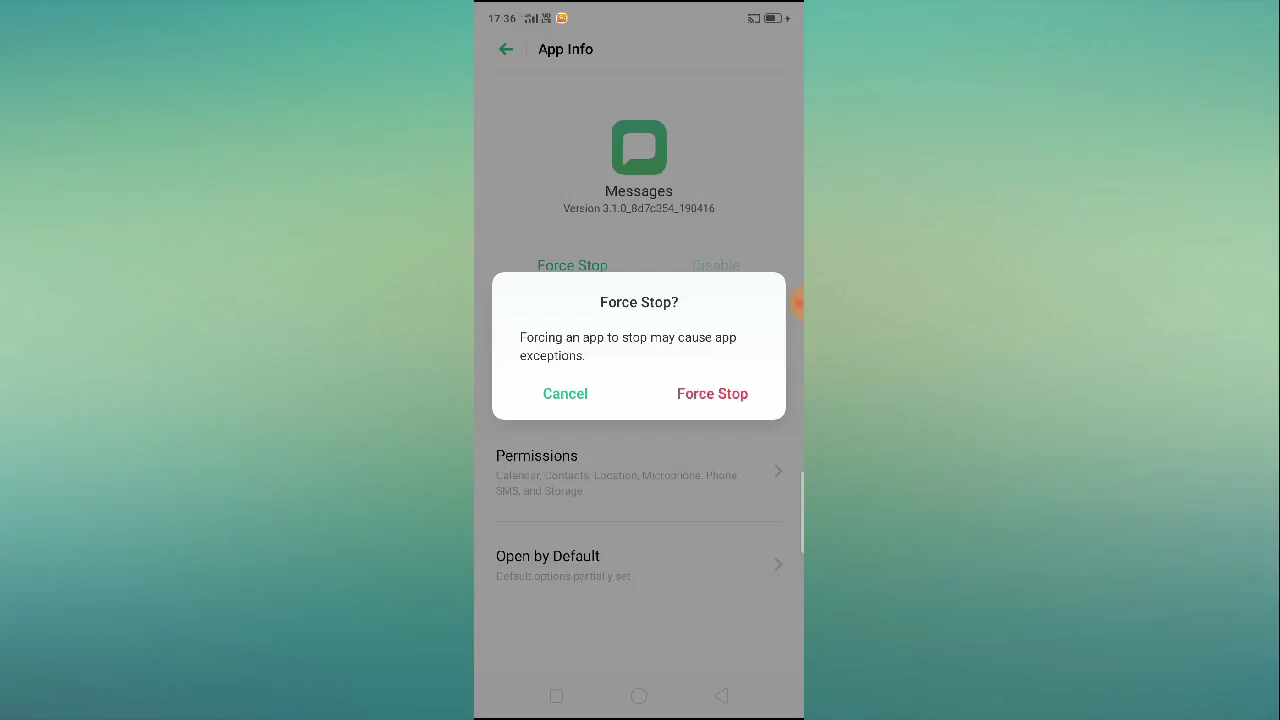 17:36
App Info
Messages
Version 3.1.0_8d7c354_190416
Force Stop
Disable
Force Stop?
Forcing an app to stop may cause app
exceptions.
Cancel
Force Stop
Permissions
Calendar, Contacts, Location, Microphone, Phone,
SMS, and Storage
Open by Default
Default options partially set